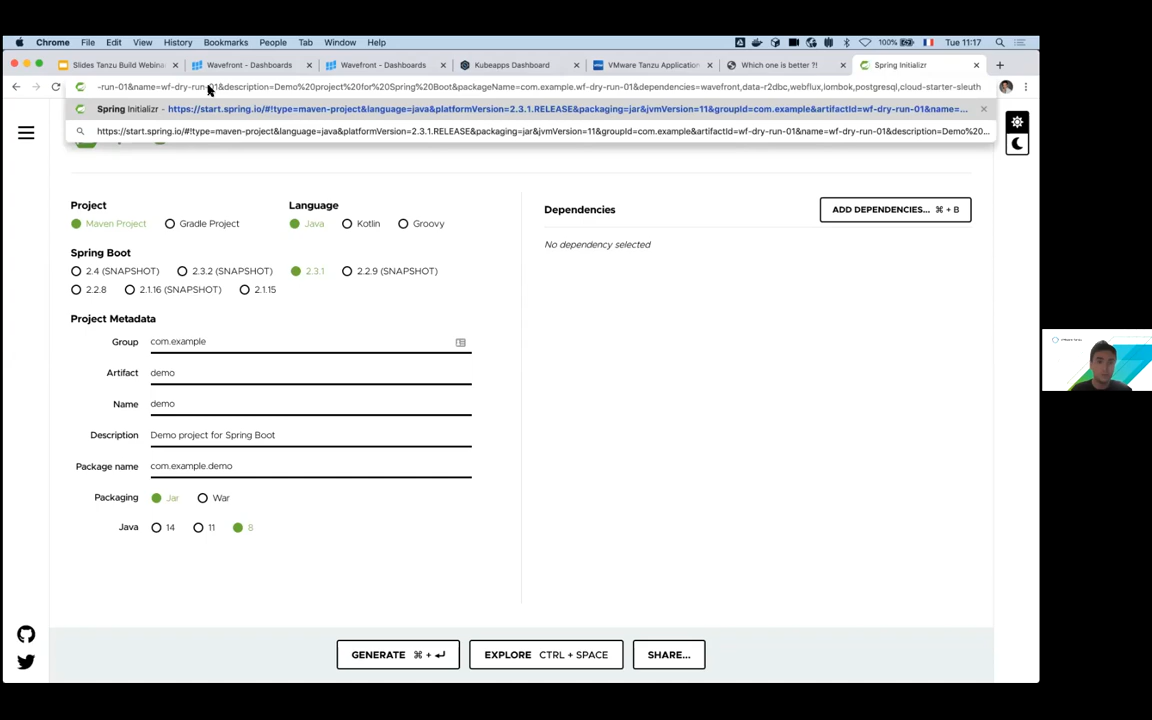 Chrome File Edit View History Bookmarks People Tab Window Help 100% Tue 11:17
Slides Tanzu Build Webina Wavefront - Dashboards Wavefront - Dashboards Kubeapps Dashboard VMware Tanzu Application Which one is better ?! Spring Initializr
-run-01&name=wf-dry-run-01&description=Demo%20project%20for%20Spring%20Boot&packageName=com.example.wf-dry-run-01&dependencies=wavefront,data-r2dbc,webflux,lombok,postgresql,cloud-starter-sleuth
Spring Initializr - https://start.spring.io/#!type=maven-project&language=java&platformVersion=2.3.1.RELEASE&packaging=jar&jvmVersion=11&groupId=com.example&artifactId=wf-dry-run-01&name=...
https://start.spring.io/#!type=maven-project&language=java&platformVersion=2.3.1.RELEASE&packaging=jar&jvmVersion=11&groupId=com.example&artifactId=wf-dry-run-01&name=wf-dry-run-01&description=Demo%20...
Project
Maven Project Gradle Project
Language
Java Kotlin Groovy
Spring Boot
2.4 (SNAPSHOT) 2.3.2 (SNAPSHOT) 2.3.1 2.2.9 (SNAPSHOT)
2.2.8 2.1.16 (SNAPSHOT) 2.1.15
Project Metadata
Group com.example
Artifact demo
Name demo
Description Demo project for Spring Boot
Package name com.example.demo
Packaging Jar War
Java 14 11 8
Dependencies
ADD DEPENDENCIES... ⌘ + B
No dependency selected
GENERATE ⌘ + ↵
EXPLORE CTRL + SPACE
SHARE...